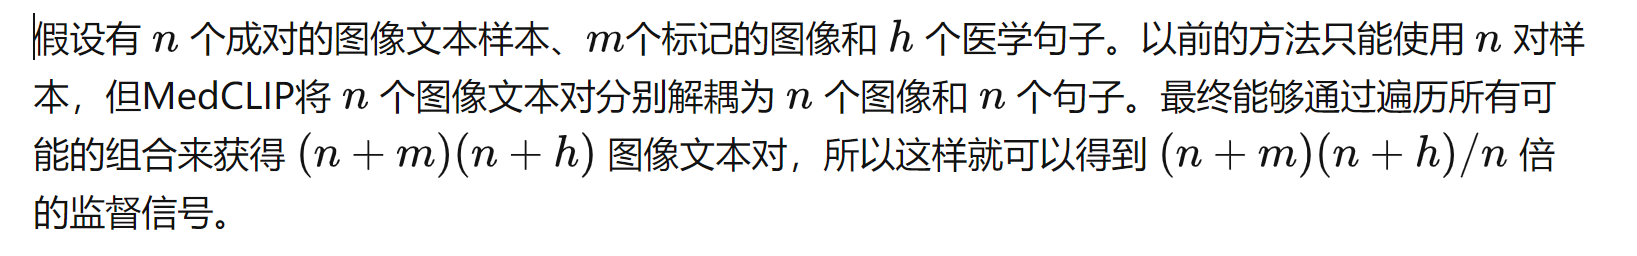 假设有 n 个成对的图像文本样本、m个标记的图像和 h 个医学句子。以前的方法只能使用 n 对样
本，但MedCLIP将 n 个图像文本对分别解耦为 n 个图像和 n 个句子。最终能够通过遍历所有可
能的组合来获得 (n + m)(n + h) 图像文本对，所以这样就可以得到 (n + m)(n + h)/n 倍
的监督信号。